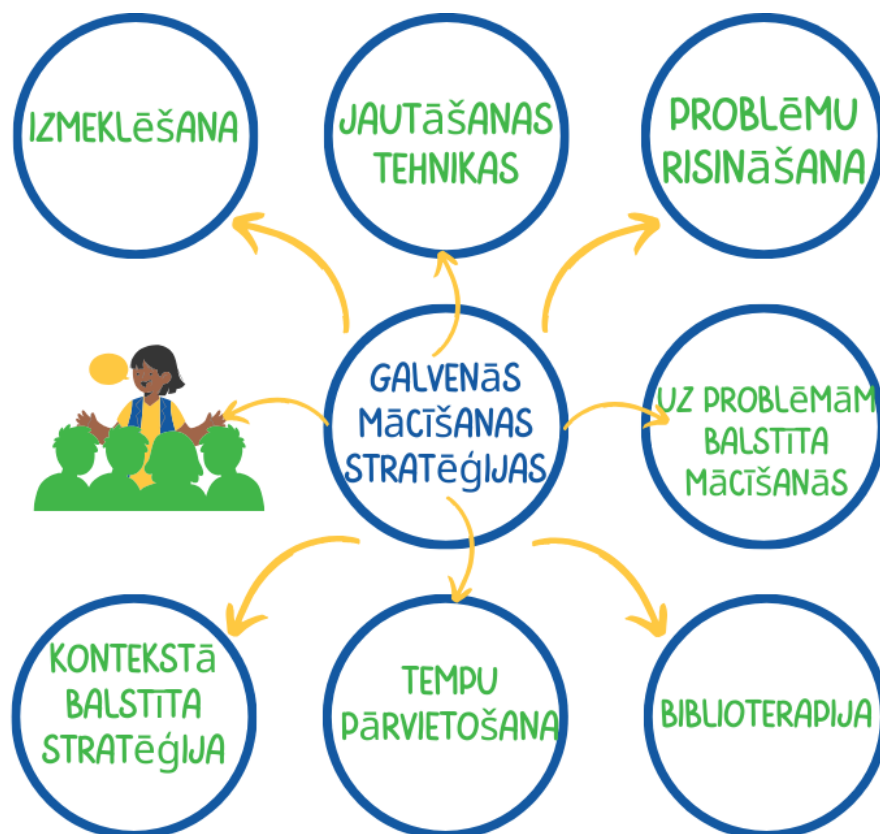 IZMEKLĒŠANA
JAUTĀŠANAS
TEHNIKAS
PROBLĒMU
RISINĀŠANA
GALVENĀS
MĀCĪŠANAS
STRATĒĢIJAS
UZ PROBLĒMĀM
BALSTĪTA
MĀCĪŠANĀS
KONTEKSTĀ
BALSTĪTA
STRATĒĢIJA
TEMPU
PĀRVIETOŠANA
BIBLIOTERAPIJA